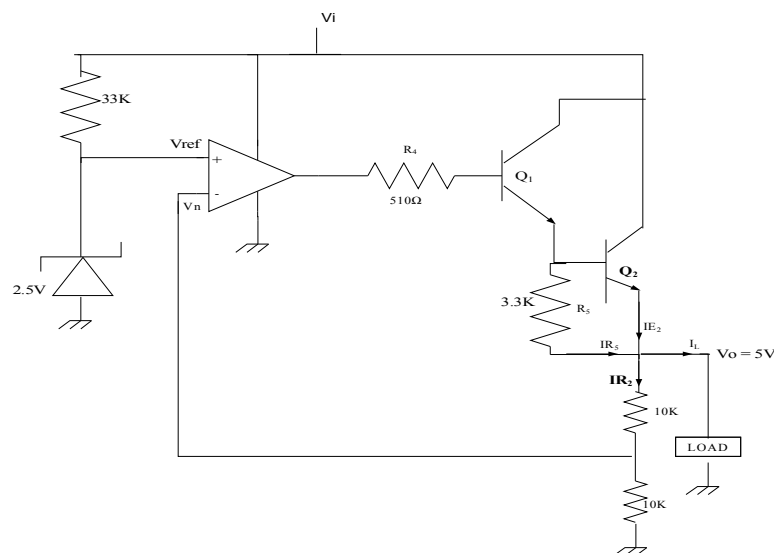 Vi
33K
Vref
+
-
Vn
R₄
510Ω
Q₁
Q₂
2.5V
3.3K
R₅
IE₂
IR₅
I_L
Vo = 5V
IR₂
10K
LOAD
10K